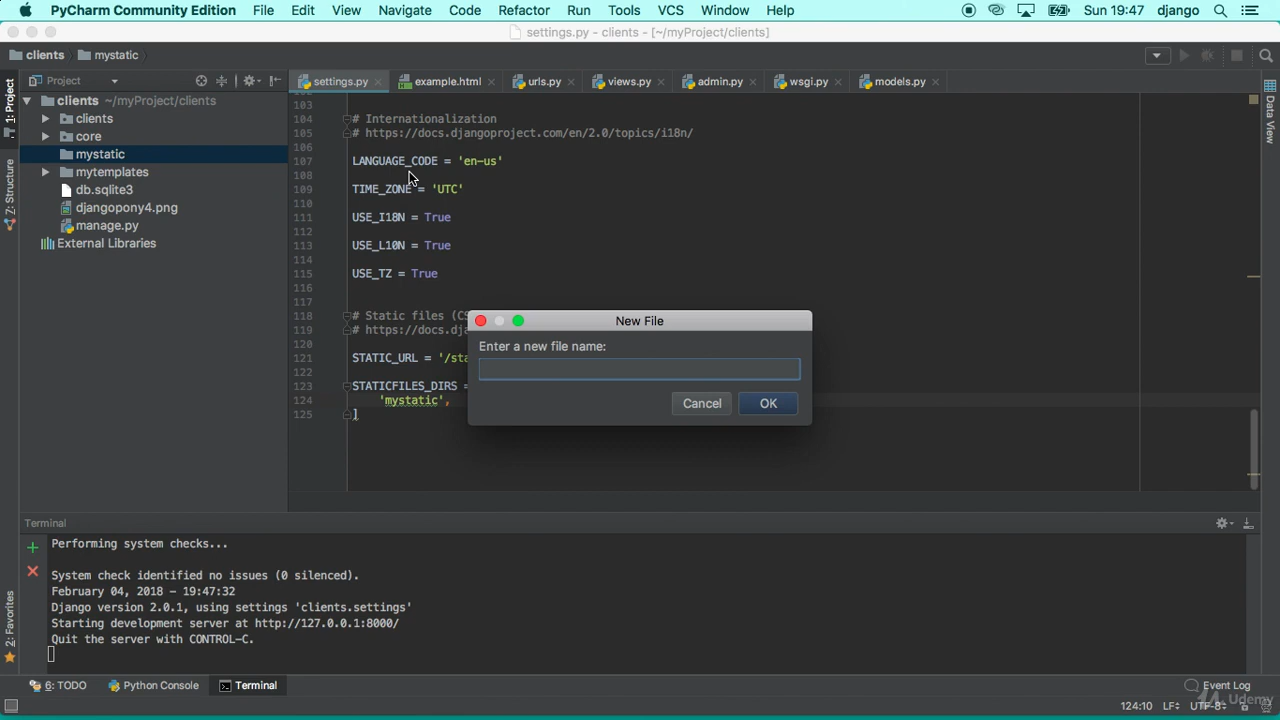 PyCharm Community Edition File Edit View Navigate Code Refactor Run Tools VCS Window Help Sun 19:47 django
settings.py - clients - [~/myProject/clients]
clients mystatic
1: Project
Z: Structure
2: Favorites
Data View
Project
settings.py example.html urls.py views.py admin.py wsgi.py models.py
clients ~/myProject/clients
clients
core
mystatic
mytemplates
db.sqlite3
djangopony4.png
manage.py
External Libraries
103
104 # Internationalization
105 # https://docs.djangoproject.com/en/2.0/topics/i18n/
106
107 LANGUAGE_CODE = 'en-us'
108
109 TIME_ZONE = 'UTC'
110
111 USE_I18N = True
112
113 USE_L10N = True
114
115 USE_TZ = True
116
117
118 # Static files (CS
119 # https://docs.dja
120
121 STATIC_URL = '/sta
122
123 STATICFILES_DIRS =
124 'mystatic',
125 ]
New File
Enter a new file name:
Cancel OK
Terminal
Performing system checks...
System check identified no issues (0 silenced).
February 04, 2018 - 19:47:32
Django version 2.0.1, using settings 'clients.settings'
Starting development server at http://127.0.0.1:8000/
Quit the server with CONTROL-C.
6: TODO Python Console Terminal Event Log
124:10 LF÷ UTF-8÷
Udemy